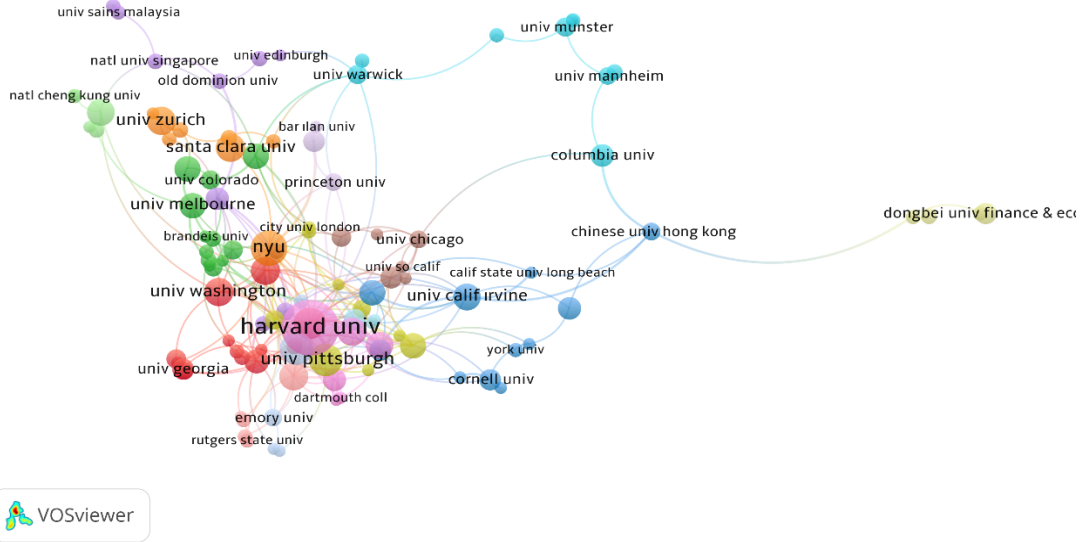 univ sains malaysia
univ munster
natl univ singapore
univ edinburgh
univ warwick
old dominion univ
univ mannheim
natl cheng kung univ
univ zurich
bar ılan univ
santa clara univ
columbia univ
univ colorado
princeton univ
univ melbourne
dongbei univ finance & eco
city univ london
chinese univ hong kong
brandeis univ
nyu
univ chicago
univ so calif
calif state univ long beach
univ washington
univ calif ırvine
harvard univ
york univ
univ pittsburgh
univ georgia
cornell univ
dartmouth coll
emory univ
rutgers state univ
VOSviewer